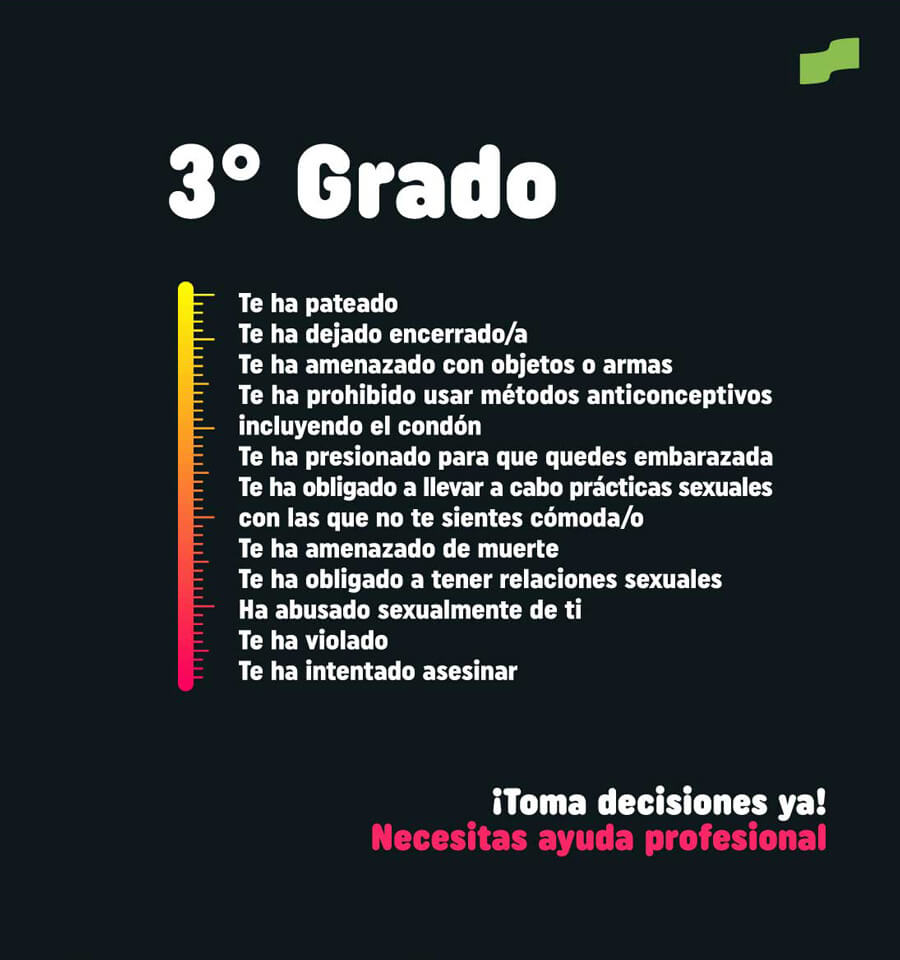 3° Grado
Te ha pateado
Te ha dejado encerrado/a
Te ha amenazado con objetos o armas
Te ha prohibido usar métodos anticonceptivos
incluyendo el condón
Te ha presionado para que quedes embarazada
Te ha obligado a llevar a cabo prácticas sexuales
con las que no te sientes cómoda/o
Te ha amenazado de muerte
Te ha obligado a tener relaciones sexuales
Ha abusado sexualmente de ti
Te ha violado
Te ha intentado asesinar
¡Toma decisiones ya!
Necesitas ayuda profesional